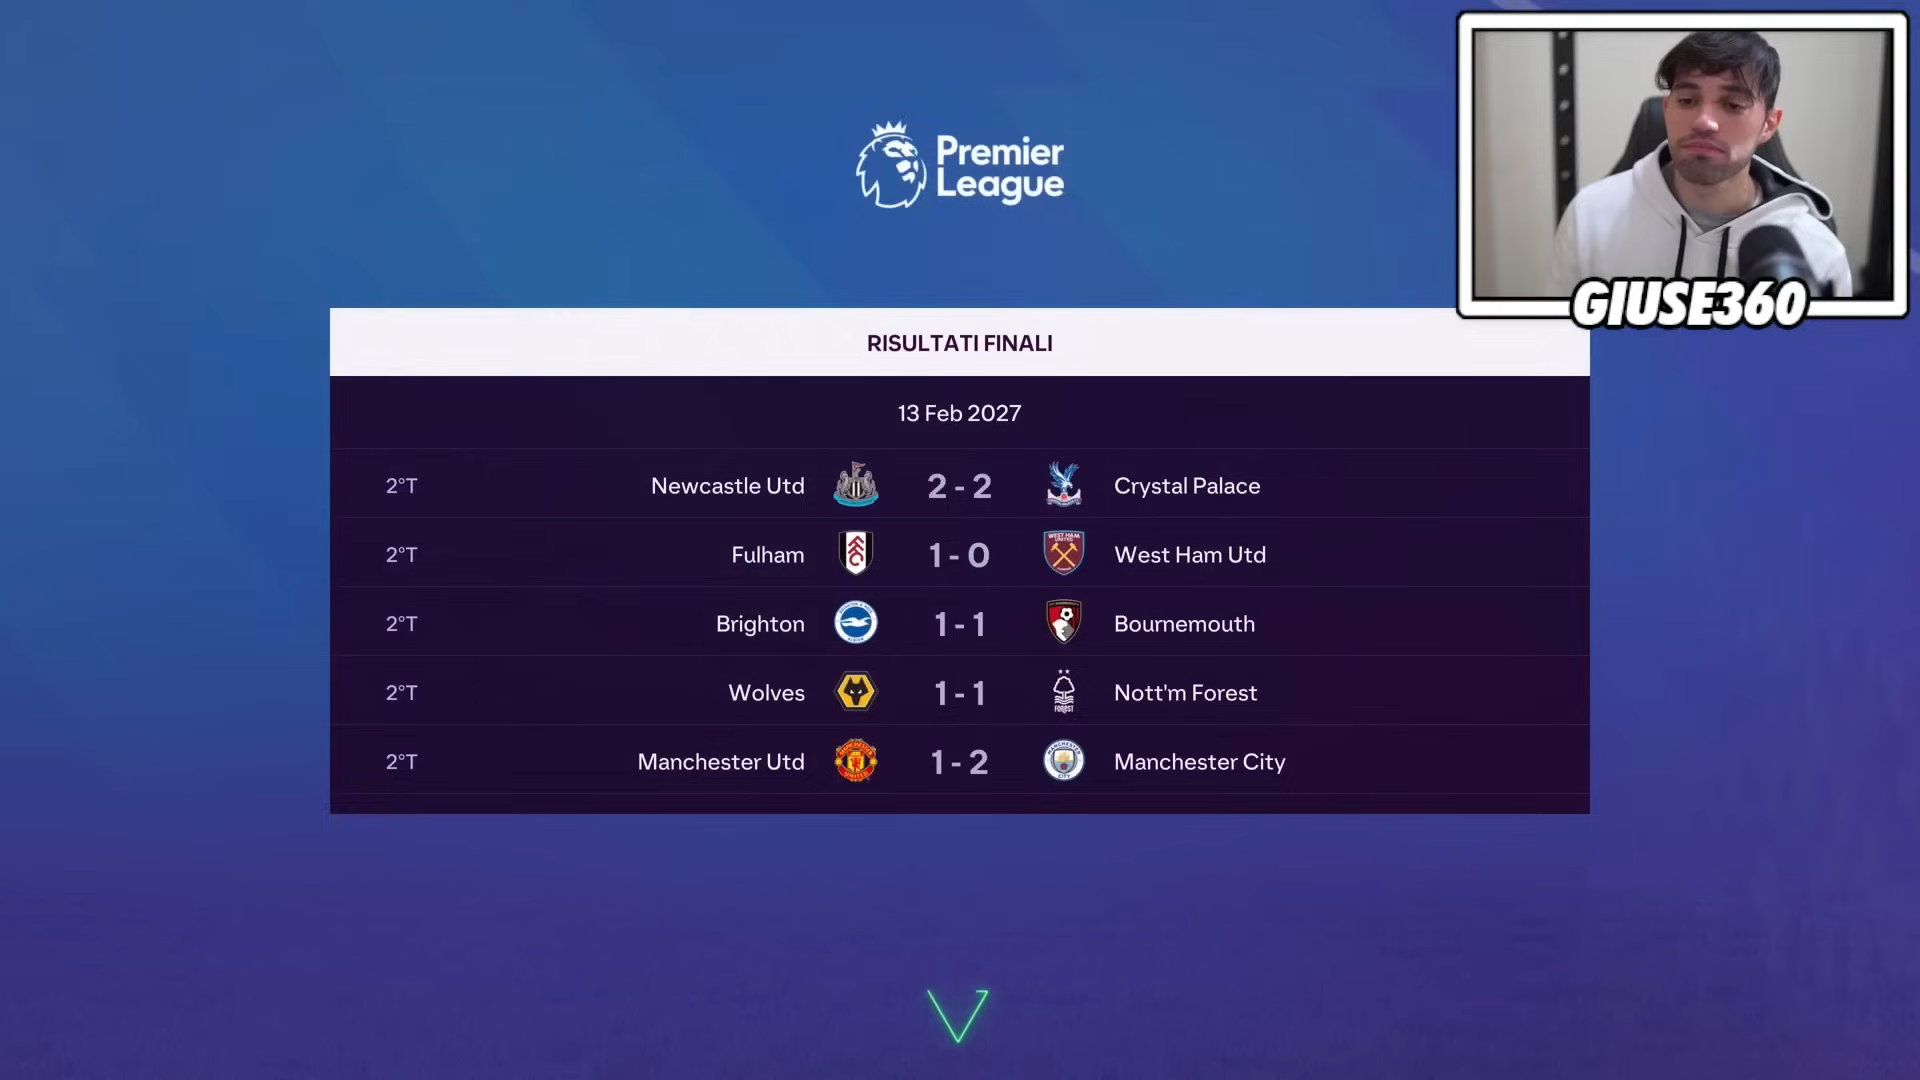 Premier
League
GIUSE360
RISULTATI FINALI
13 Feb 2027
2°T Newcastle Utd 2 - 2 Crystal Palace
2°T Fulham 1 - 0 West Ham Utd
2°T Brighton 1 - 1 Bournemouth
2°T Wolves 1 - 1 Nott'm Forest
2°T Manchester Utd 1 - 2 Manchester City